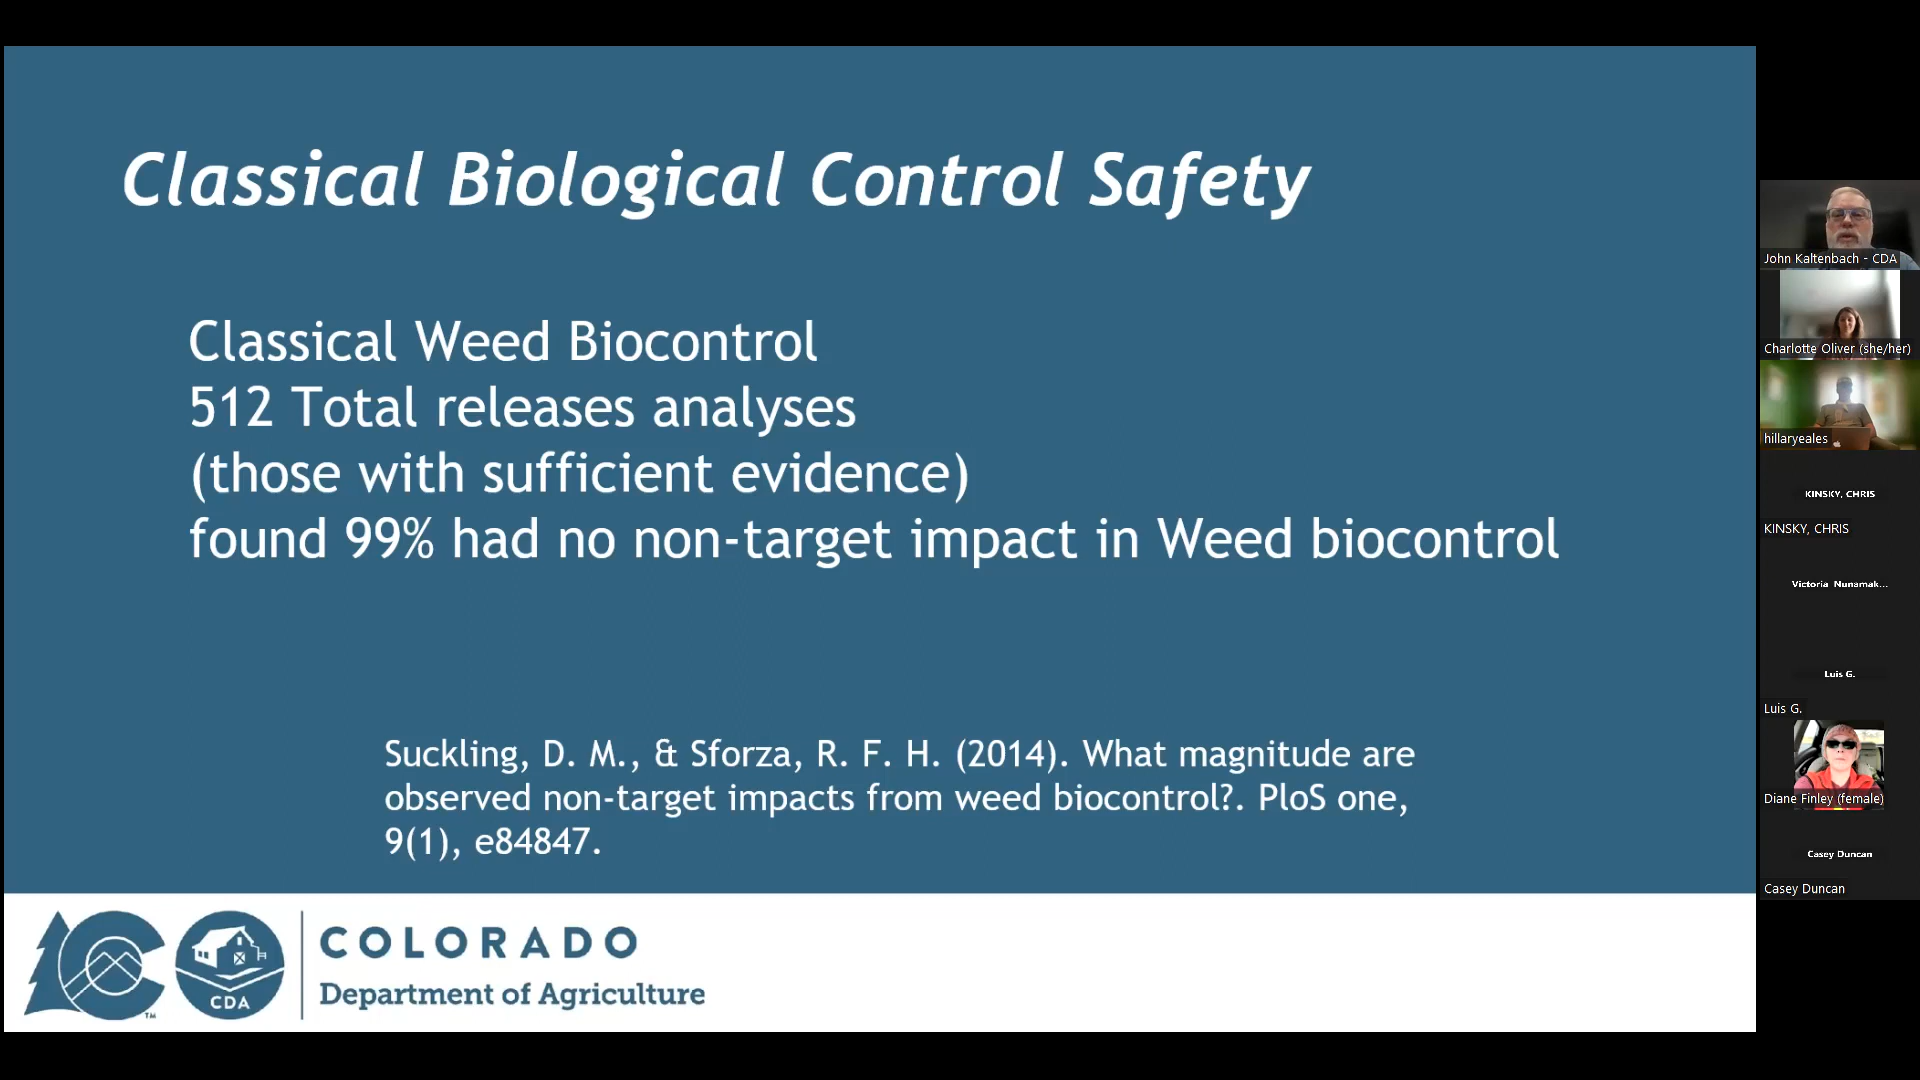 Classical Biological Control Safety
Classical Weed Biocontrol
512 Total releases analyses
(those with sufficient evidence)
found 99% had no non-target impact in Weed biocontrol
Suckling, D. M., & Sforza, R. F. H. (2014). What magnitude are
observed non-target impacts from weed biocontrol?. PloS one,
9(1), e84847.
CDA
TM
COLORADO
Department of Agriculture
John Kaltenbach - CDA
Charlotte Oliver (she/her)
hillaryeales
KINSKY, CHRIS
KINSKY, CHRIS
Victoria Nunamak...
Luis G.
Luis G.
Diane Finley (female)
Casey Duncan
Casey Duncan